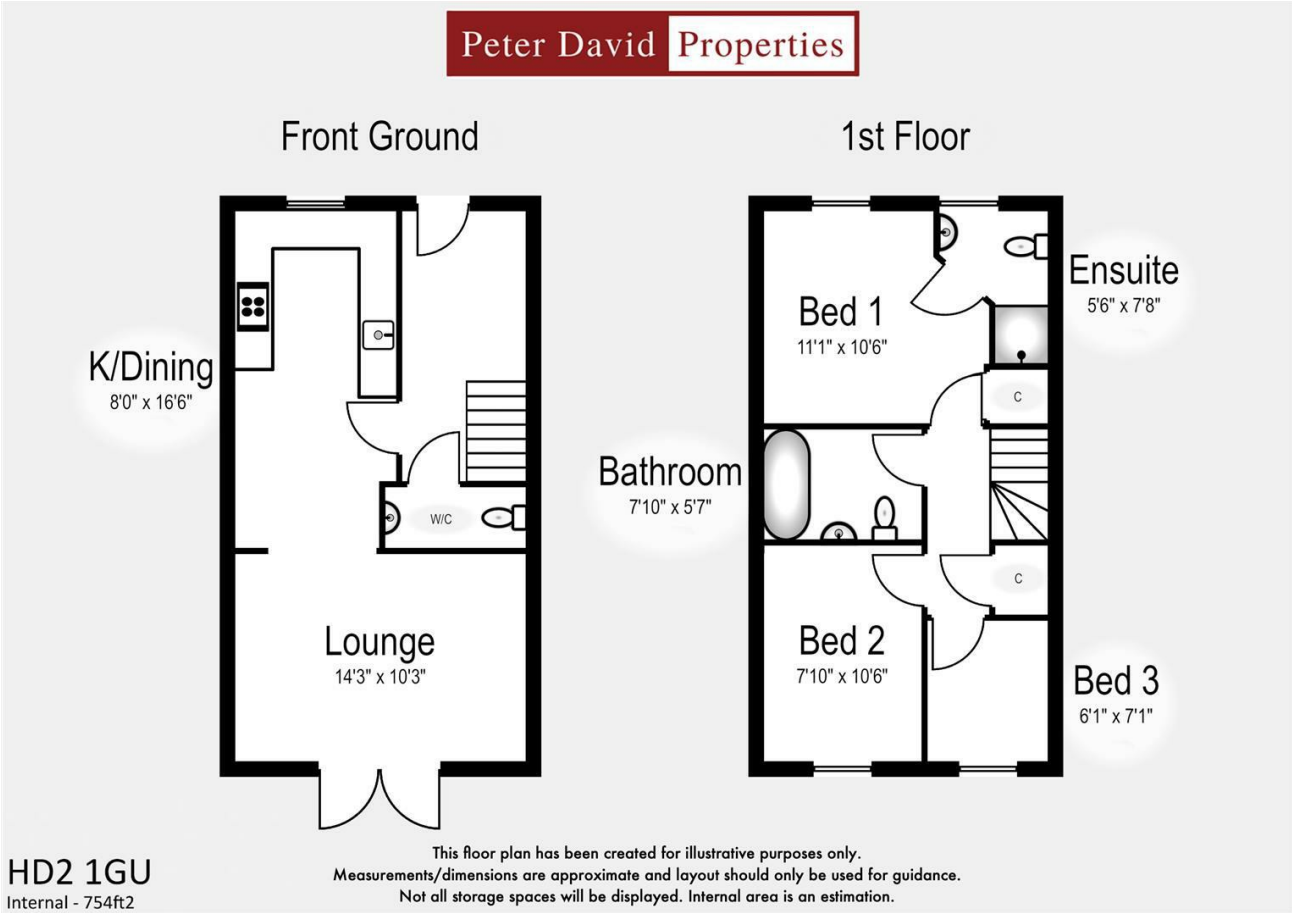 Peter David Properties
Front Ground
1st Floor
K/Dining
8'0" x 16'6"
W/C
Lounge
14'3" x 10'3"
Bed 1
11'1" x 10'6"
Ensuite
5'6" x 7'8"
C
Bathroom
7'10" x 5'7"
C
Bed 2
7'10" x 10'6"
Bed 3
6'1" x 7'1"
HD2 1GU
Internal - 754ft2
This floor plan has been created for illustrative purposes only.
Measurements/dimensions are approximate and layout should only be used for guidance.
Not all storage spaces will be displayed. Internal area is an estimation.